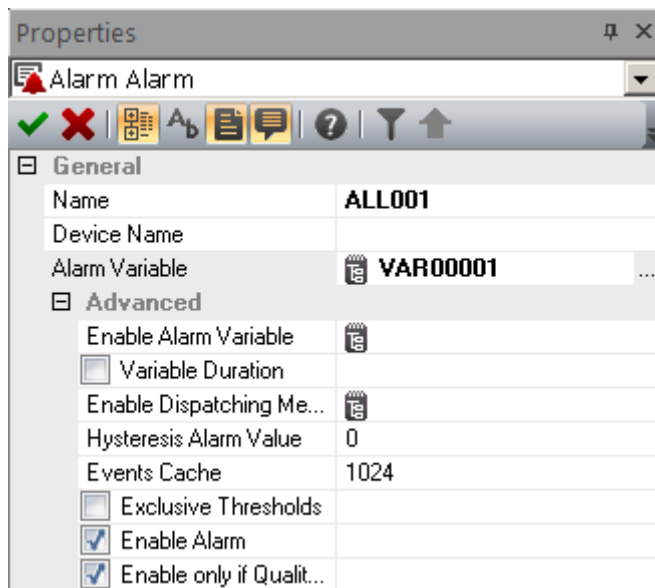 Properties
Alarm Alarm
General
Name ALL001
Device Name
Alarm Variable VAR00001 ...
Advanced
Enable Alarm Variable
Variable Duration
Enable Dispatching Me...
Hysteresis Alarm Value 0
Events Cache 1024
Exclusive Thresholds
Enable Alarm
Enable only if Qualit...